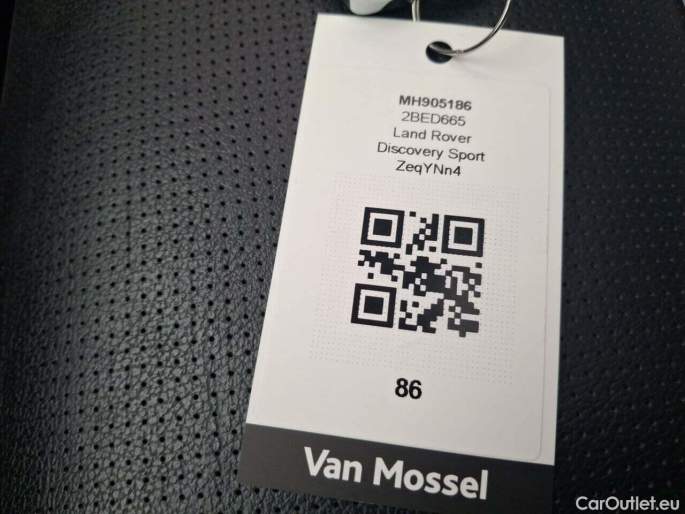 MH905186
2BED665
Land Rover
Discovery Sport
ZeqYNn4
86
Van Mossel
CarOutlet.eu